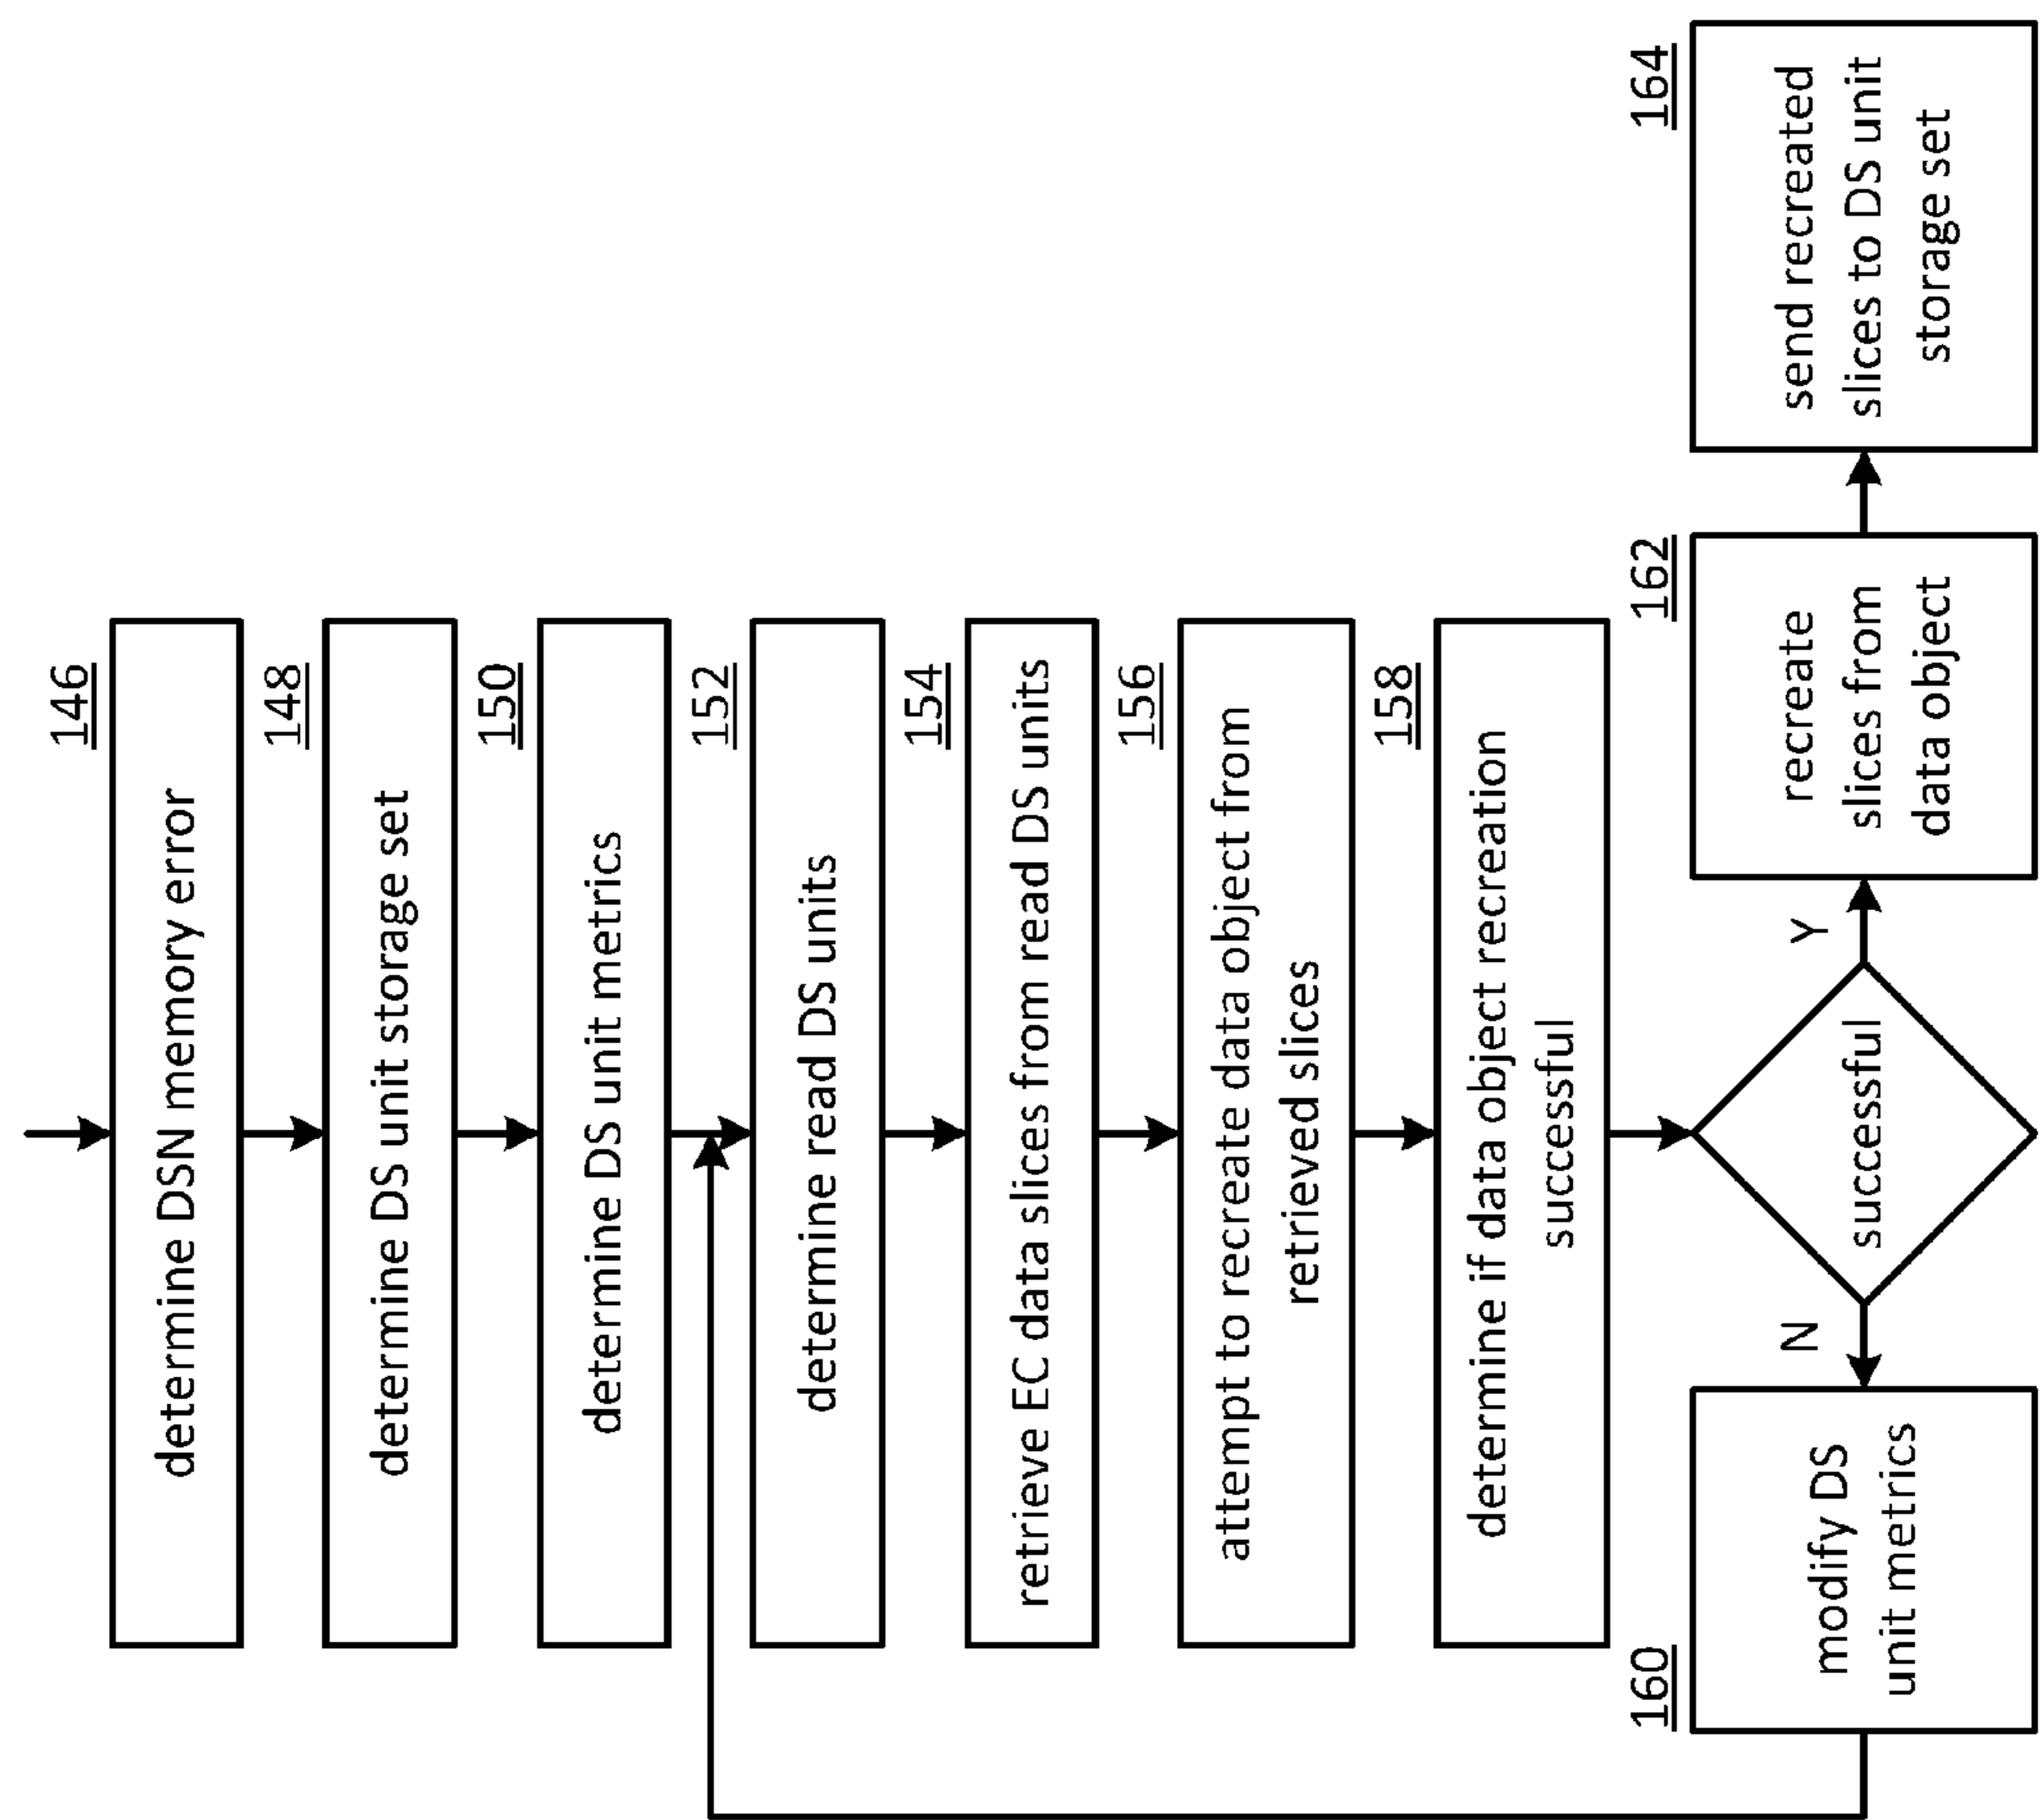 146
determine DSN memory error
148
determine DS unit storage set
150
determine DS unit metrics
152
determine read DS units
154
retrieve EC data slices from read DS units
156
attempt to recreate data object from
retrieved slices
158
determine if data object recreation
successful
160
modify DS
unit metrics
N
successful
Y
162
recreate
slices from
data object
164
send recreated
slices to DS unit
storage set